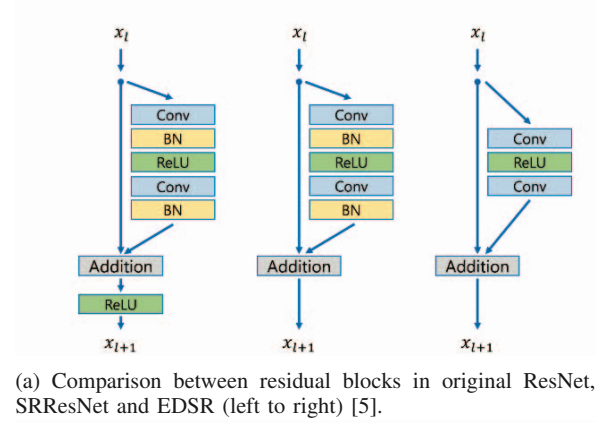 x_l x_l x_l
Conv Conv
BN BN Conv
ReLU ReLU ReLU
Conv Conv Conv
BN BN
Addition Addition Addition
ReLU
x_{l+1} x_{l+1} x_{l+1}
(a) Comparison between residual blocks in original ResNet,
SRResNet and EDSR (left to right) [5].